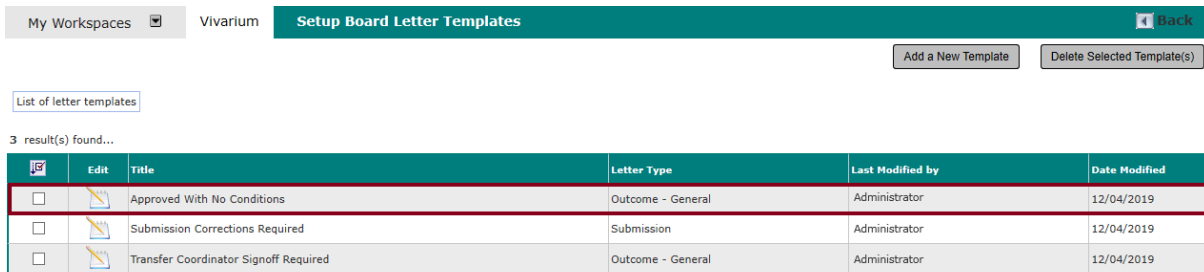 My Workspaces Vivarium Setup Board Letter Templates Back
Add a New Template Delete Selected Template(s)
List of letter templates
3 result(s) found...
Edit Title Letter Type Last Modified by Date Modified
Approved With No Conditions Outcome - General Administrator 12/04/2019
Submission Corrections Required Submission Administrator 12/04/2019
Transfer Coordinator Signoff Required Outcome - General Administrator 12/04/2019